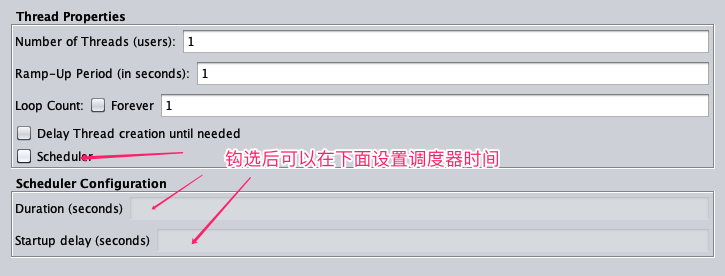 Thread Properties
Number of Threads (users): 1
Ramp-Up Period (in seconds): 1
Loop Count: Forever 1
Delay Thread creation until needed
Scheduler
钩选后可以在下面设置调度器时间
Scheduler Configuration
Duration (seconds)
Startup delay (seconds)